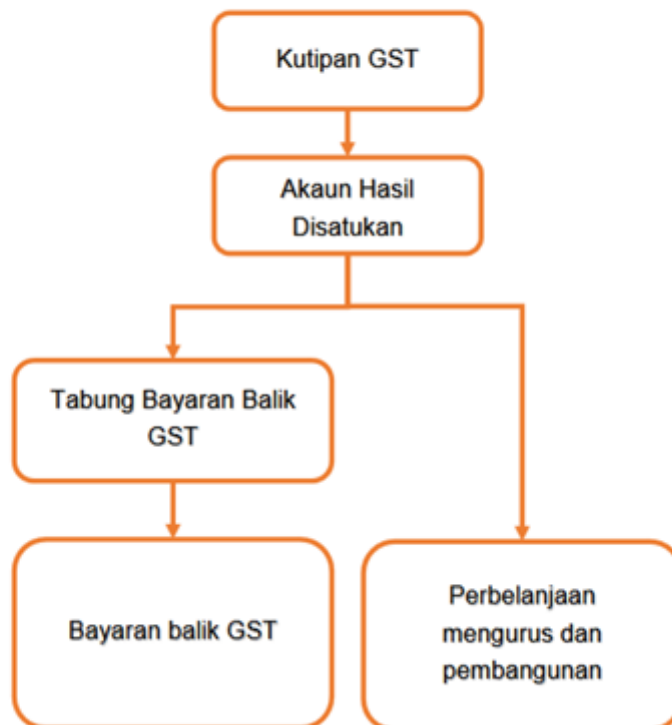 Kutipan GST
Akaun Hasil
Disatukan
Tabung Bayaran Balik
GST
Bayaran balik GST
Perbelanjaan
mengurus dan
pembangunan